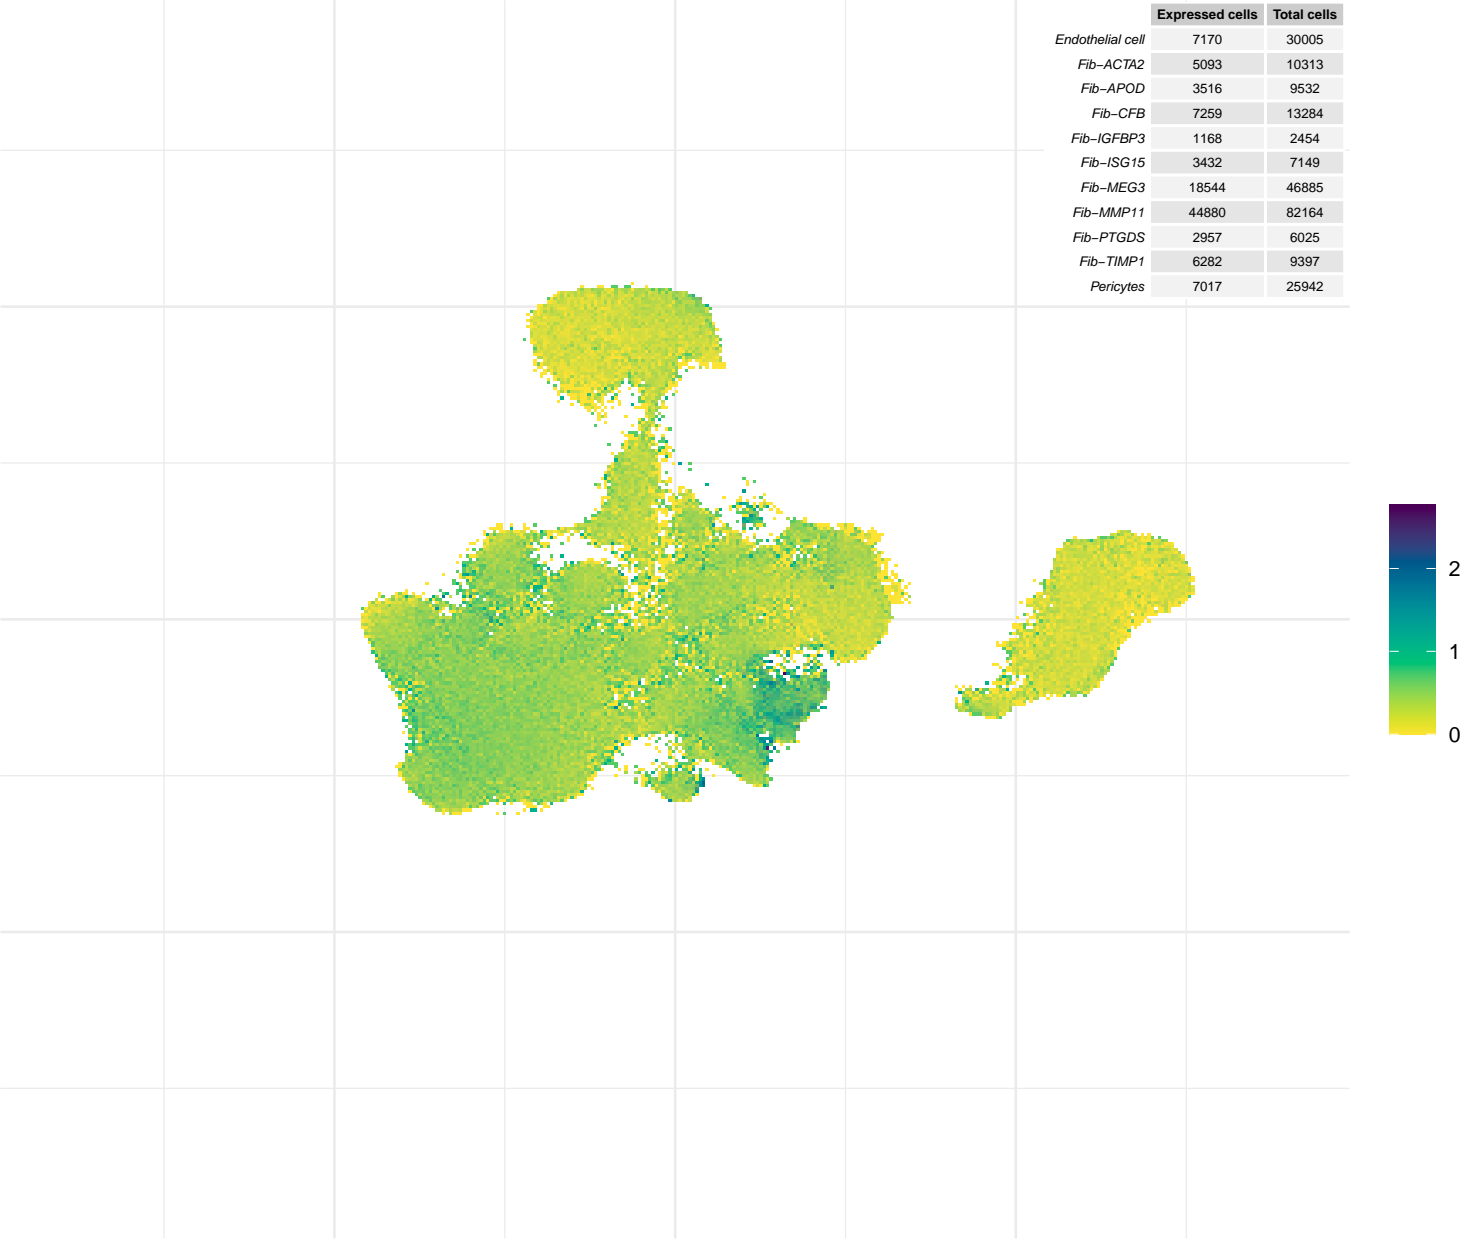 Expressed cells Total cells
Endothelial cell 7170 30005
Fib−ACTA2 5093 10313
Fib−APOD 3516 9532
Fib−CFB 7259 13284
Fib−IGFBP3 1168 2454
Fib−ISG15 3432 7149
Fib−MEG3 18544 46885
Fib−MMP11 44880 82164
Fib−PTGDS 2957 6025
Fib−TIMP1 6282 9397
Pericytes 7017 25942
2
1
0